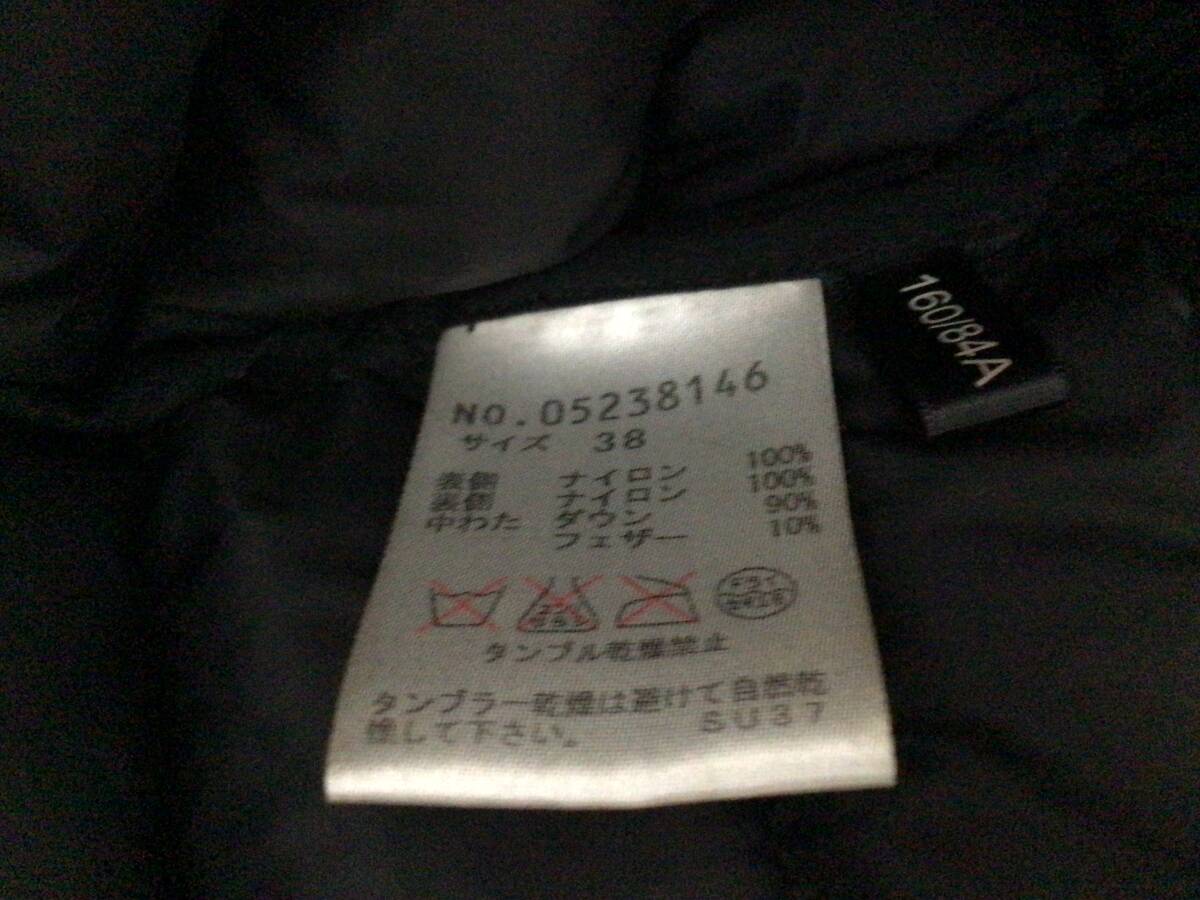 No.05238146
サイズ 38
表側 ナイロン 100%
裏側 ナイロン 100%
中わた ダウン 90%
フェザー 10%
ドライ
タンブル乾燥禁止
タンブラー乾燥は避けて自然乾
燥して下さい。 SU37
160/84A